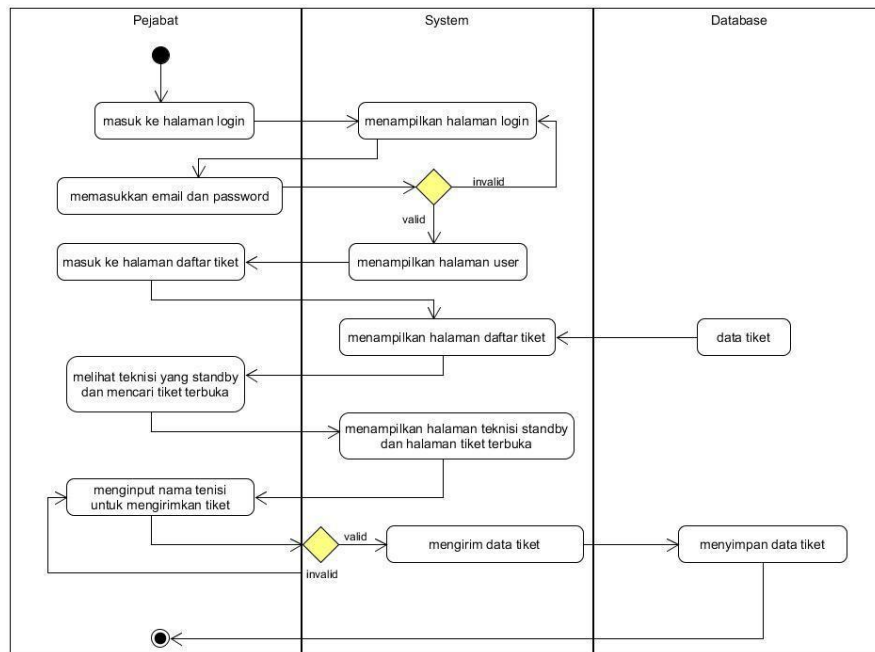 Pejabat
System
Database
masuk ke halaman login
menampilkan halaman login
memasukkan email dan password
invalid
valid
masuk ke halaman daftar tiket
menampilkan halaman user
menampilkan halaman daftar tiket
data tiket
melihat teknisi yang standby
dan mencari tiket terbuka
menampilkan halaman teknisi standby
dan halaman tiket terbuka
menginput nama tenisi
untuk mengirimkan tiket
valid
mengirim data tiket
menyimpan data tiket
invalid